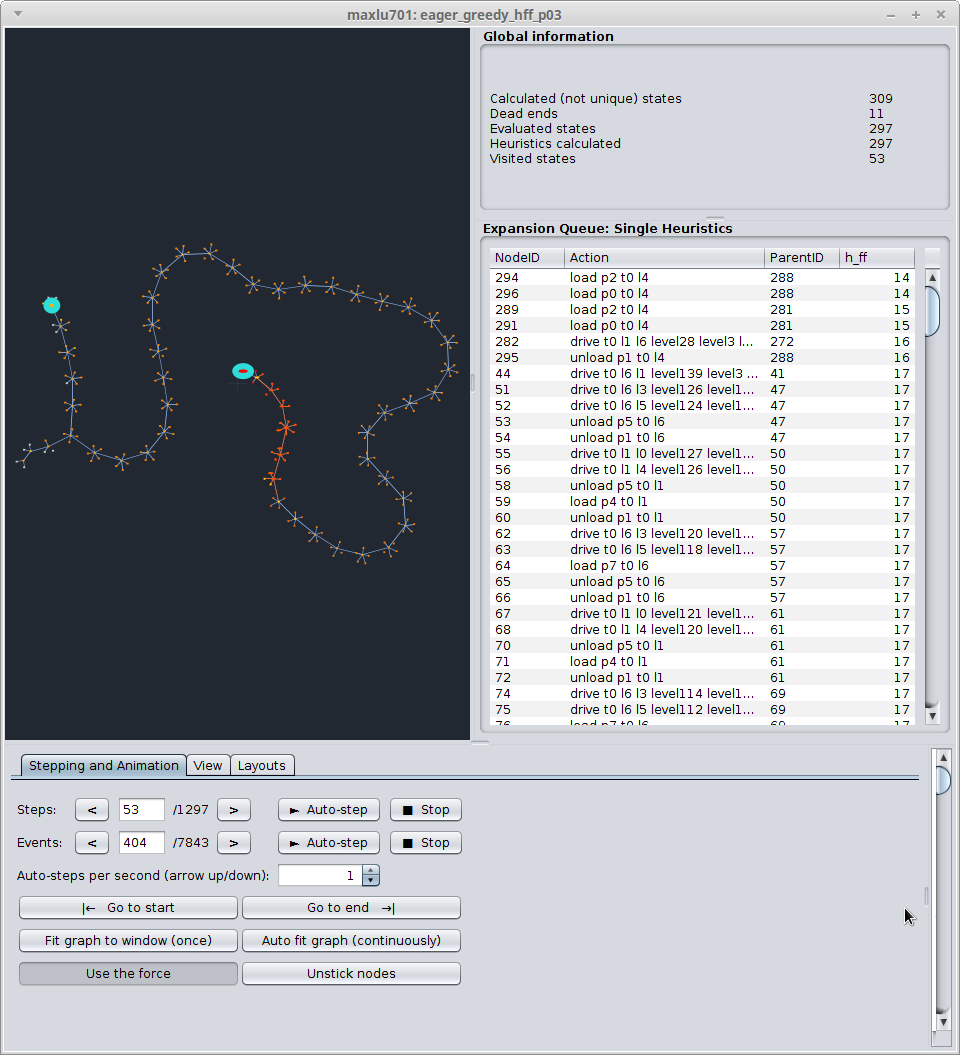 maxlu701: eager_greedy_hff_p03
Global information
Calculated (not unique) states 309
Dead ends 11
Evaluated states 297
Heuristics calculated 297
Visited states 53
Expansion Queue: Single Heuristics
NodeID Action ParentID h_ff
294 load p2 t0 l4 288 14
296 load p0 t0 l4 288 14
289 load p2 t0 l4 281 15
291 load p0 t0 l4 281 15
282 drive t0 l1 l6 level28 level3 l... 272 16
295 unload p1 t0 l4 288 16
44 drive t0 l6 l1 level139 level3 ... 41 17
51 drive t0 l6 l3 level126 level1... 47 17
52 drive t0 l6 l5 level124 level1... 47 17
53 unload p5 t0 l6 47 17
54 unload p1 t0 l6 47 17
55 drive t0 l1 l0 level127 level1... 50 17
56 drive t0 l1 l4 level126 level1... 50 17
58 unload p5 t0 l1 50 17
59 load p4 t0 l1 50 17
60 unload p1 t0 l1 50 17
62 drive t0 l6 l3 level120 level1... 57 17
63 drive t0 l6 l5 level118 level1... 57 17
64 load p7 t0 l6 57 17
65 unload p5 t0 l6 57 17
66 unload p1 t0 l6 57 17
67 drive t0 l1 l0 level121 level1... 61 17
68 drive t0 l1 l4 level120 level1... 61 17
70 unload p5 t0 l1 61 17
71 load p4 t0 l1 61 17
72 unload p1 t0 l1 61 17
74 drive t0 l6 l3 level114 level1... 69 17
75 drive t0 l6 l5 level112 level1... 69 17
76 load p7 t0 l6 69 17
Stepping and Animation View Layouts
Steps: < 53 /1297 > ► Auto-step ■ Stop
Events: < 404 /7843 > ► Auto-step ■ Stop
Auto-steps per second (arrow up/down): 1
|← Go to start Go to end →|
Fit graph to window (once) Auto fit graph (continuously)
Use the force Unstick nodes